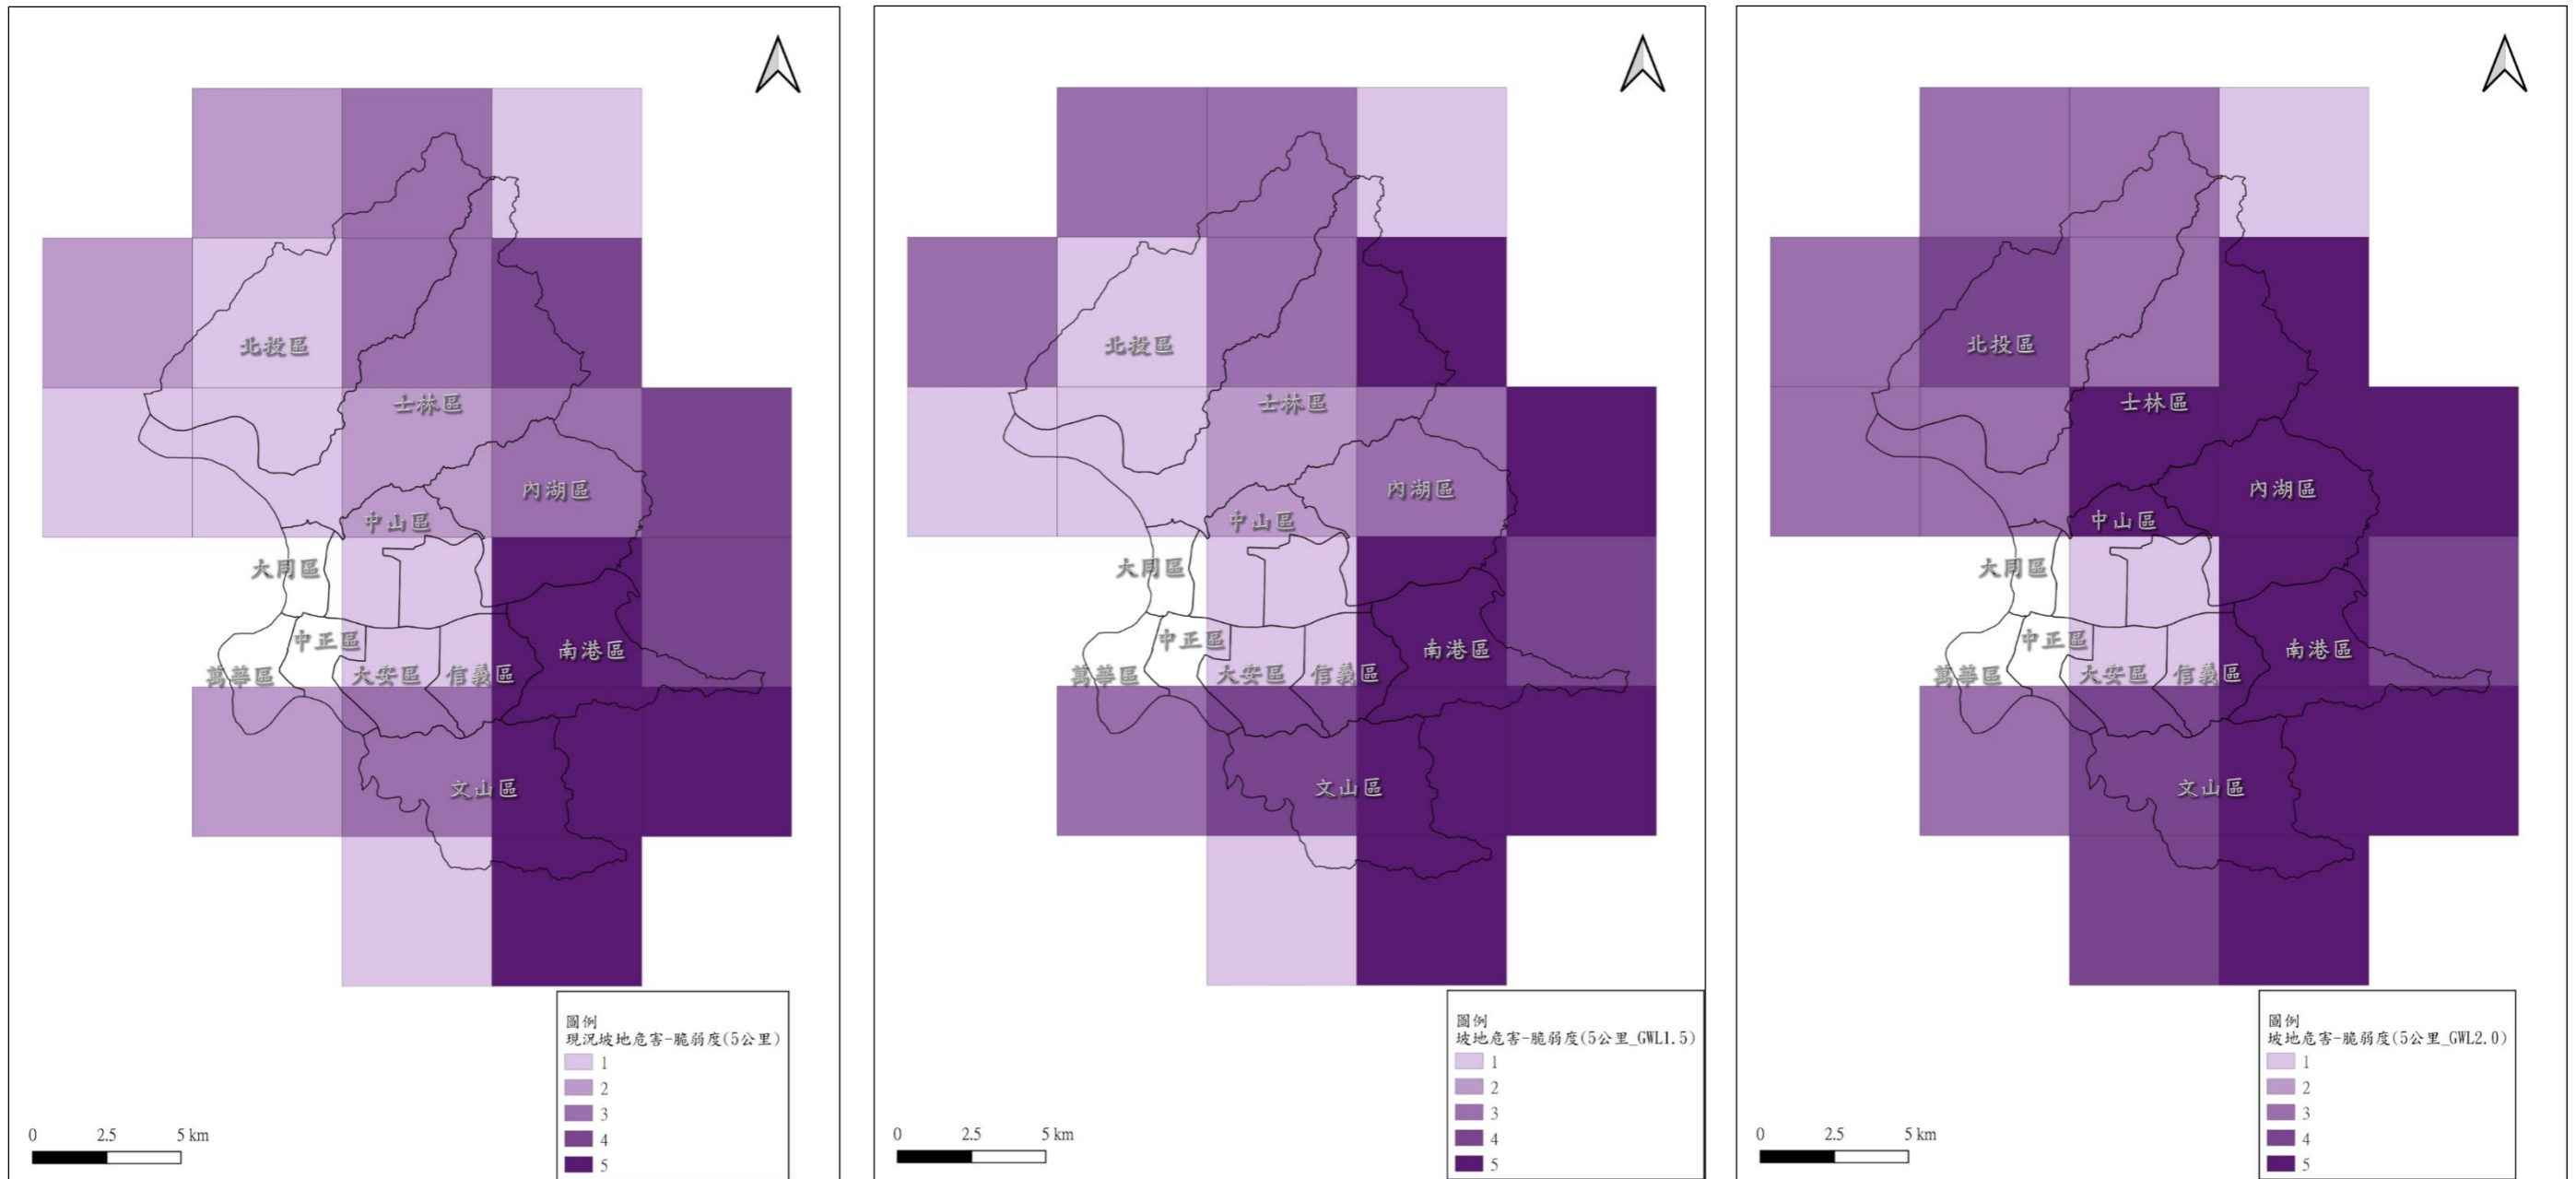 北投區
士林區
內湖區
中山區
大同區
中正區
南港區
萬華區
大安區
信義區
文山區
圖例
現況坡地危害-脆弱度(5公里)
1
2
3
4
5
0 2.5 5 km
北投區
士林區
內湖區
中山區
大同區
中正區
南港區
萬華區
大安區
信義區
文山區
圖例
坡地危害-脆弱度(5公里_GWL1.5)
1
2
3
4
5
0 2.5 5 km
北投區
士林區
內湖區
中山區
大同區
中正區
南港區
萬華區
大安區
信義區
文山區
圖例
坡地危害-脆弱度(5公里_GWL2.0)
1
2
3
4
5
0 2.5 5 km